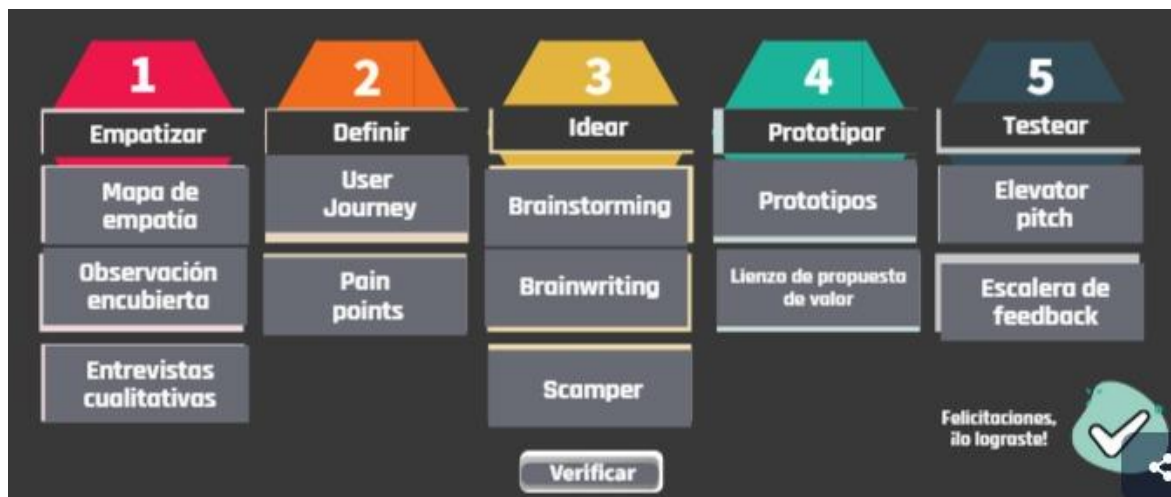 1
Empatizar
Mapa de
empatía
Observación
encubierta
Entrevistas
cualitativas
2
Definir
User
Journey
Pain
points
3
Idear
Brainstorming
Brainwriting
Scamper
4
Prototipar
Prototipos
Lienzo de propuesta
de valor
5
Testear
Elevator
pitch
Escalera de
feedback
Felicitaciones,
¡lo lograste!
Verificar